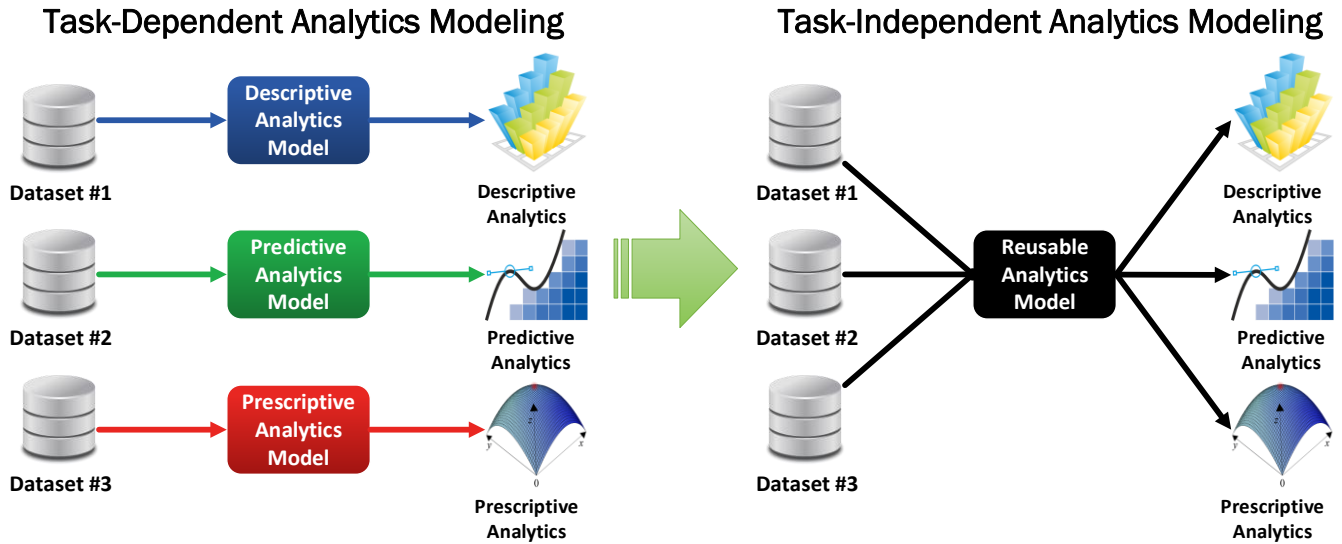 Task-Dependent Analytics Modeling
Dataset #1
Descriptive
Analytics
Model
Descriptive
Analytics
Dataset #2
Predictive
Analytics
Model
Predictive
Analytics
Dataset #3
Prescriptive
Analytics
Model
z
y
x
0
Prescriptive
Analytics
Task-Independent Analytics Modeling
Dataset #1
Dataset #2
Dataset #3
Reusable
Analytics
Model
Descriptive
Analytics
Predictive
Analytics
z
y
x
0
Prescriptive
Analytics